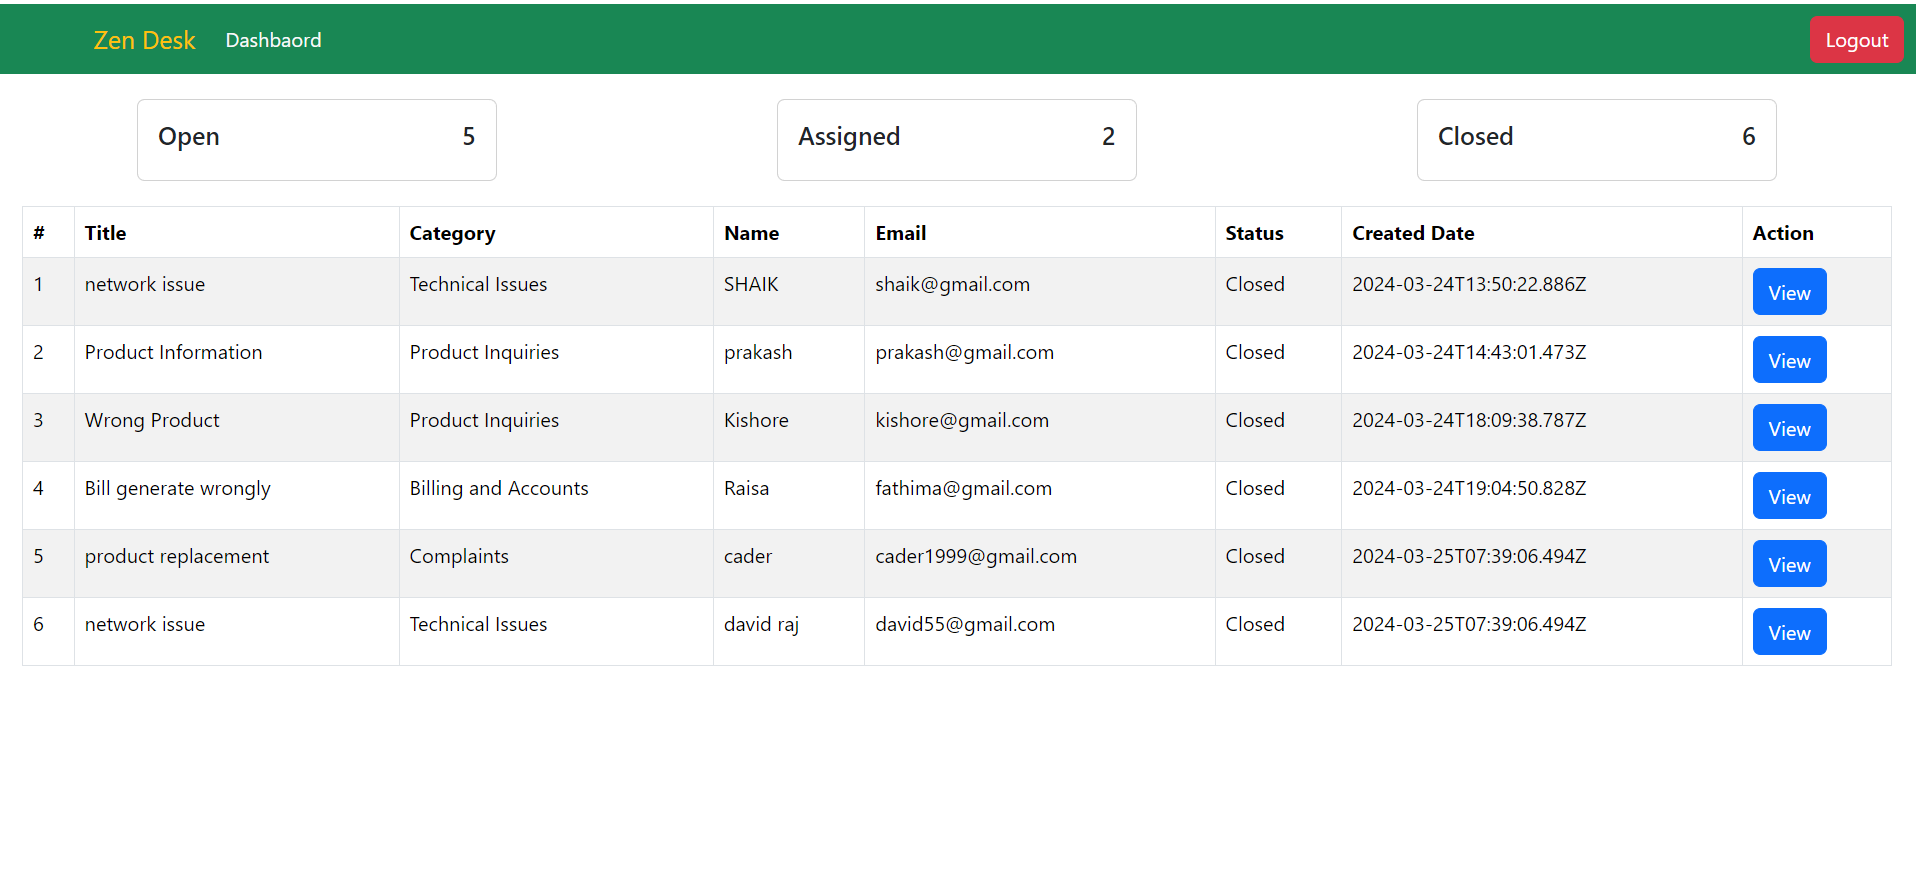 Zen Desk Dashbaord Logout
Open 5 Assigned 2 Closed 6
# Title Category Name Email Status Created Date Action
1 network issue Technical Issues SHAIK shaik@gmail.com Closed 2024-03-24T13:50:22.886Z View
2 Product Information Product Inquiries prakash prakash@gmail.com Closed 2024-03-24T14:43:01.473Z View
3 Wrong Product Product Inquiries Kishore kishore@gmail.com Closed 2024-03-24T18:09:38.787Z View
4 Bill generate wrongly Billing and Accounts Raisa fathima@gmail.com Closed 2024-03-24T19:04:50.828Z View
5 product replacement Complaints cader cader1999@gmail.com Closed 2024-03-25T07:39:06.494Z View
6 network issue Technical Issues david raj david55@gmail.com Closed 2024-03-25T07:39:06.494Z View